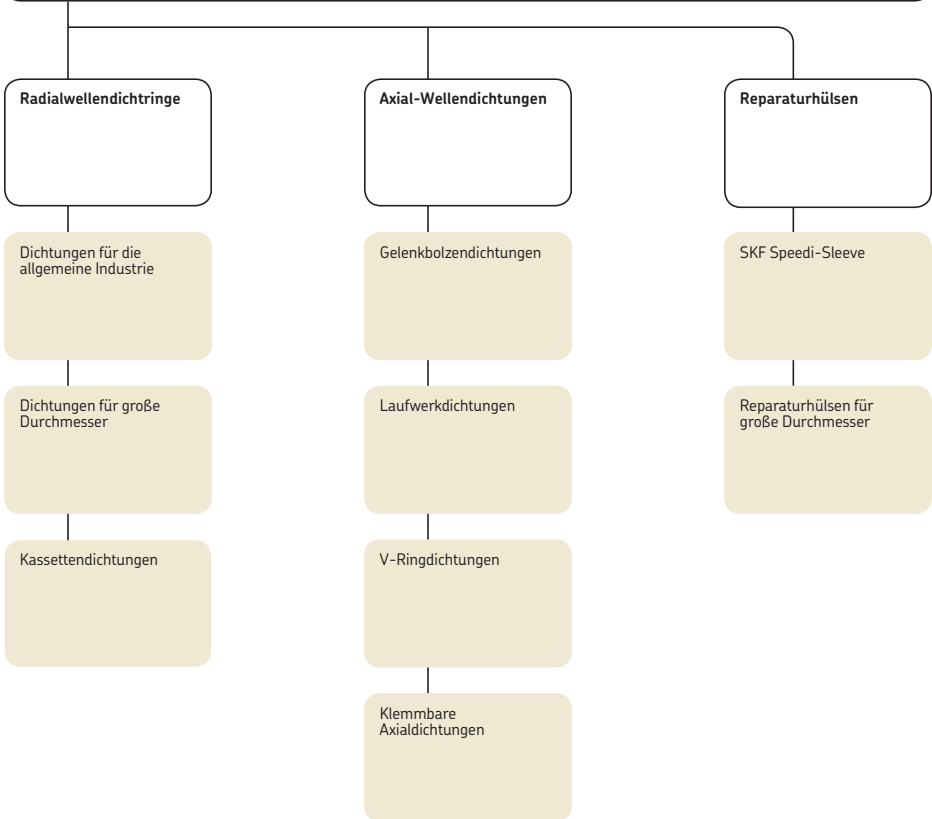 Radialwellendichtringe
Axial-Wellendichtungen
Reparaturhülsen
Dichtungen für die
allgemeine Industrie
Gelenkbolzendichtungen
SKF Speedi-Sleeve
Dichtungen für große
Durchmesser
Laufwerkdichtungen
Reparaturhülsen für
große Durchmesser
Kassettendichtungen
V-Ringdichtungen
Klemmbare
Axialdichtungen